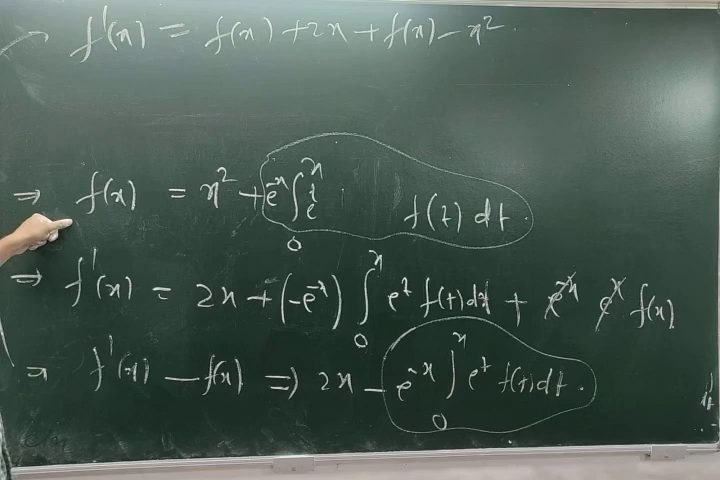 f'(x) = f(x) + 2x + f(x) - x²
⇒ f(x) = x² + e⁻ˣ ∫₀ˣ eᵗ f(t) dt.
⇒ f'(x) = 2x + (-e⁻ˣ) ∫₀ˣ eᵗ f(t) dt + e⁻ˣ eˣ f(x)
⇒ f'(x) - f(x) ⇒ 2x - e⁻ˣ ∫₀ˣ eᵗ f(t) dt.